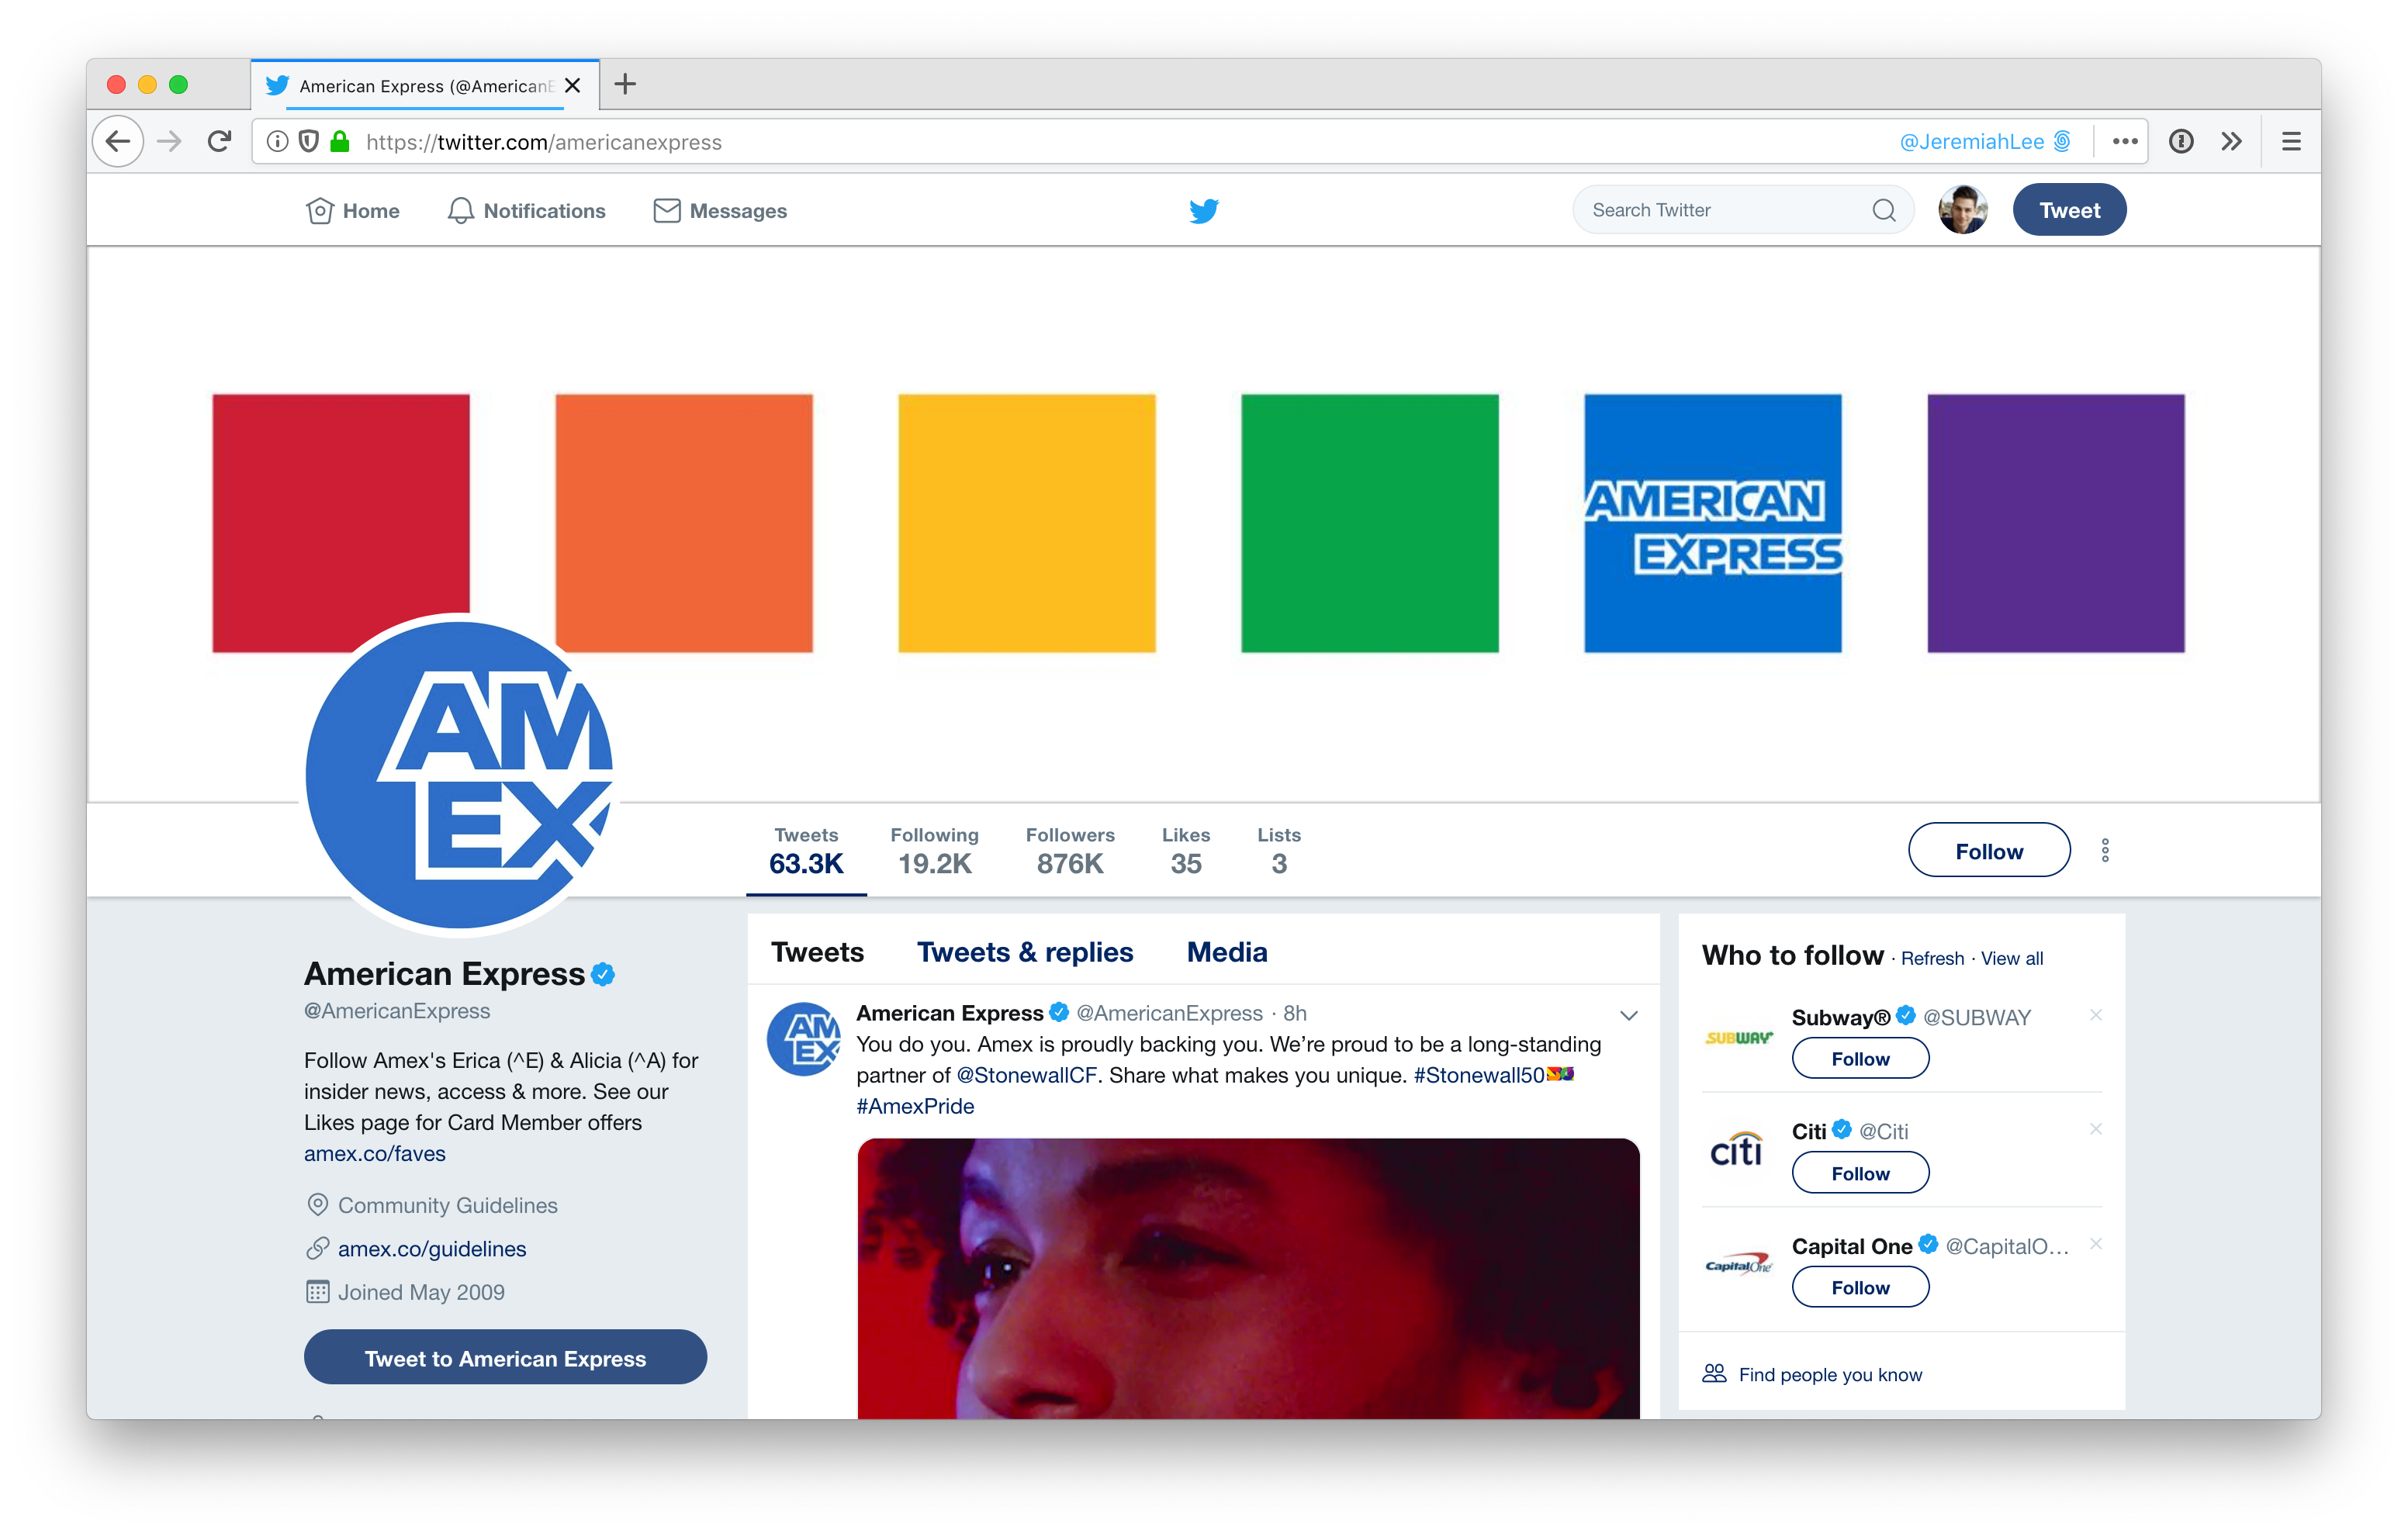 American Express (@AmericanE
https://twitter.com/americanexpress
@JeremiahLee
Home
Notifications
Messages
Search Twitter
Tweet
AMERICAN
EXPRESS
AM
EX
Tweets
63.3K
Following
19.2K
Followers
876K
Likes
35
Lists
3
Follow
American Express
@AmericanExpress
Follow Amex's Erica (^E) & Alicia (^A) for
insider news, access & more. See our
Likes page for Card Member offers
amex.co/faves
Community Guidelines
amex.co/guidelines
Joined May 2009
Tweet to American Express
Tweets
Tweets & replies
Media
AM
EX
American Express @AmericanExpress · 8h
You do you. Amex is proudly backing you. We’re proud to be a long-standing
partner of @StonewallCF. Share what makes you unique. #Stonewall50
#AmexPride
Who to follow · Refresh · View all
SUBWAY
Subway® @SUBWAY
Follow
citi
Citi @Citi
Follow
Capital One
Capital One @CapitalO…
Follow
Find people you know